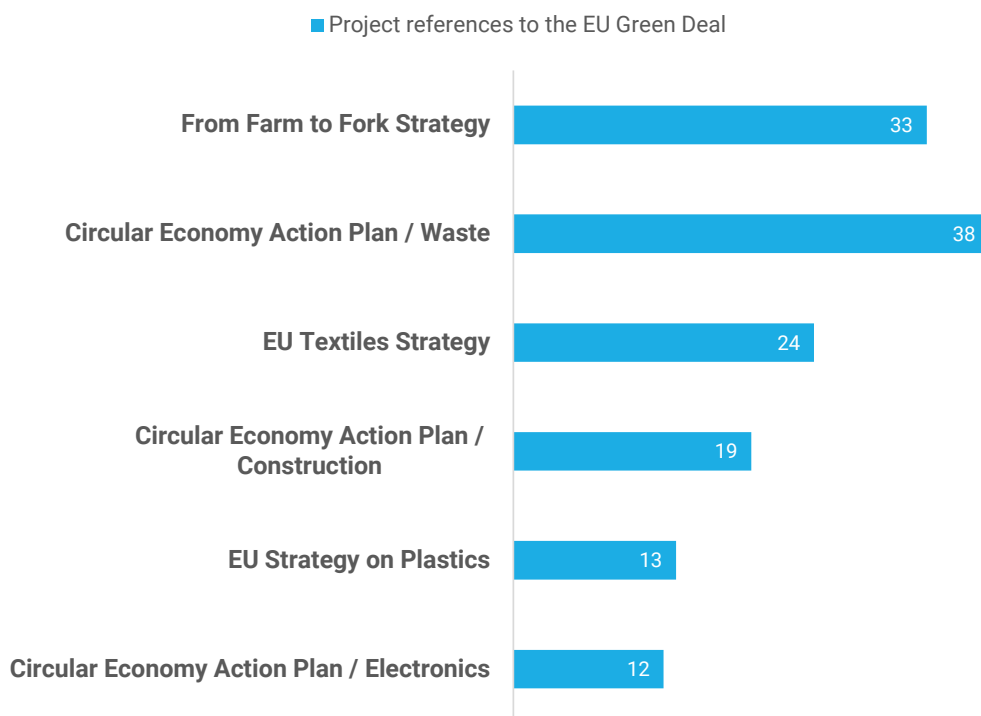 Project references to the EU Green Deal
From Farm to Fork Strategy
33
Circular Economy Action Plan / Waste
38
EU Textiles Strategy
24
Circular Economy Action Plan /
Construction
19
EU Strategy on Plastics
13
Circular Economy Action Plan / Electronics
12